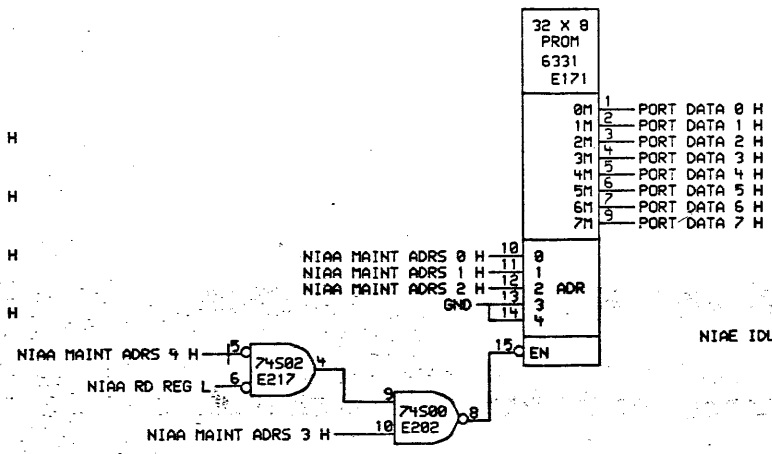 32 X 8
PROM
6331
E171
0M 1 PORT DATA 0 H
1M 2 PORT DATA 1 H
2M 3 PORT DATA 2 H
3M 4 PORT DATA 3 H
4M 5 PORT DATA 4 H
5M 6 PORT DATA 5 H
6M 7 PORT DATA 6 H
7M 9 PORT DATA 7 H
H
H
H
H
NIAA MAINT ADRS 0 H 10 0
NIAA MAINT ADRS 1 H 11 1
NIAA MAINT ADRS 2 H 12 2 ADR
GND 13 3
14 4
NIAE IDL
15 EN
NIAA MAINT ADRS 4 H 5
74S02 4
NIAA RD REG L 6 E217
9
74S00 8
NIAA MAINT ADRS 3 H 10 E202